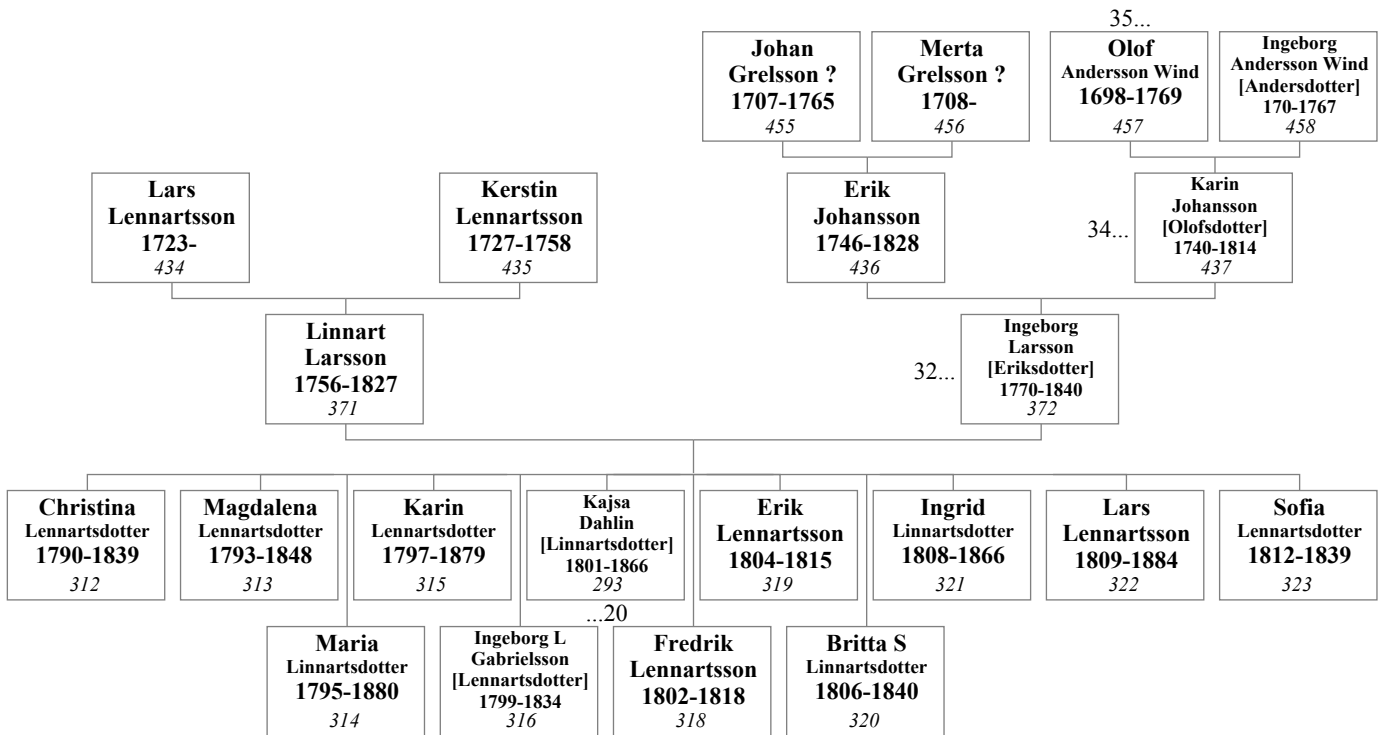 35...
Johan
Grelsson ?
1707-1765
455
Merta
Grelsson ?
1708-
456
Olof
Andersson Wind
1698-1769
457
Ingeborg
Andersson Wind
[Andersdotter]
170-1767
458
Lars
Lennartsson
1723-
434
Kerstin
Lennartsson
1727-1758
435
Erik
Johansson
1746-1828
436
34...
Karin
Johansson
[Olofsdotter]
1740-1814
437
Linnart
Larsson
1756-1827
371
32...
Ingeborg
Larsson
[Eriksdotter]
1770-1840
372
Christina
Lennartsdotter
1790-1839
312
Magdalena
Lennartsdotter
1793-1848
313
Karin
Lennartsdotter
1797-1879
315
Kajsa
Dahlin
[Linnartsdotter]
1801-1866
293
...20
Erik
Lennartsson
1804-1815
319
Ingrid
Linnartsdotter
1808-1866
321
Lars
Lennartsson
1809-1884
322
Sofia
Lennartsdotter
1812-1839
323
Maria
Linnartsdotter
1795-1880
314
Ingeborg L
Gabrielsson
[Lennartsdotter]
1799-1834
316
Fredrik
Lennartsson
1802-1818
318
Britta S
Linnartsdotter
1806-1840
320